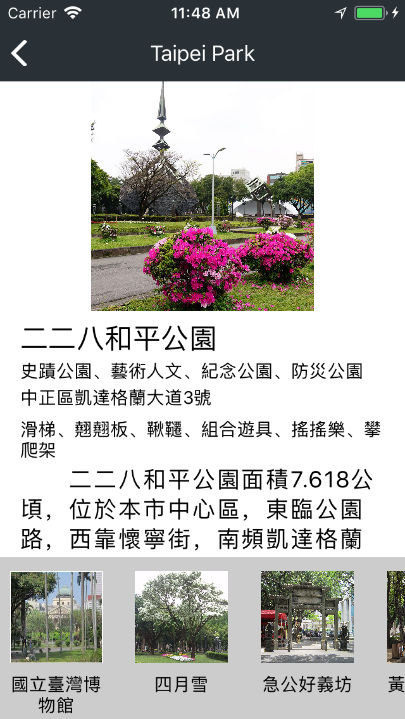 Carrier 11:48 AM
Taipei Park
二二八和平公園
史蹟公園、藝術人文、紀念公園、防災公園
中正區凱達格蘭大道3號
滑梯、翹翹板、鞦韆、組合遊具、搖搖樂、攀
爬架
二二八和平公園面積7.618公
頃，位於本市中心區，東臨公園
路，西靠懷寧街，南頻凱達格蘭
國立臺灣博
物館
四月雪
急公好義坊
黃